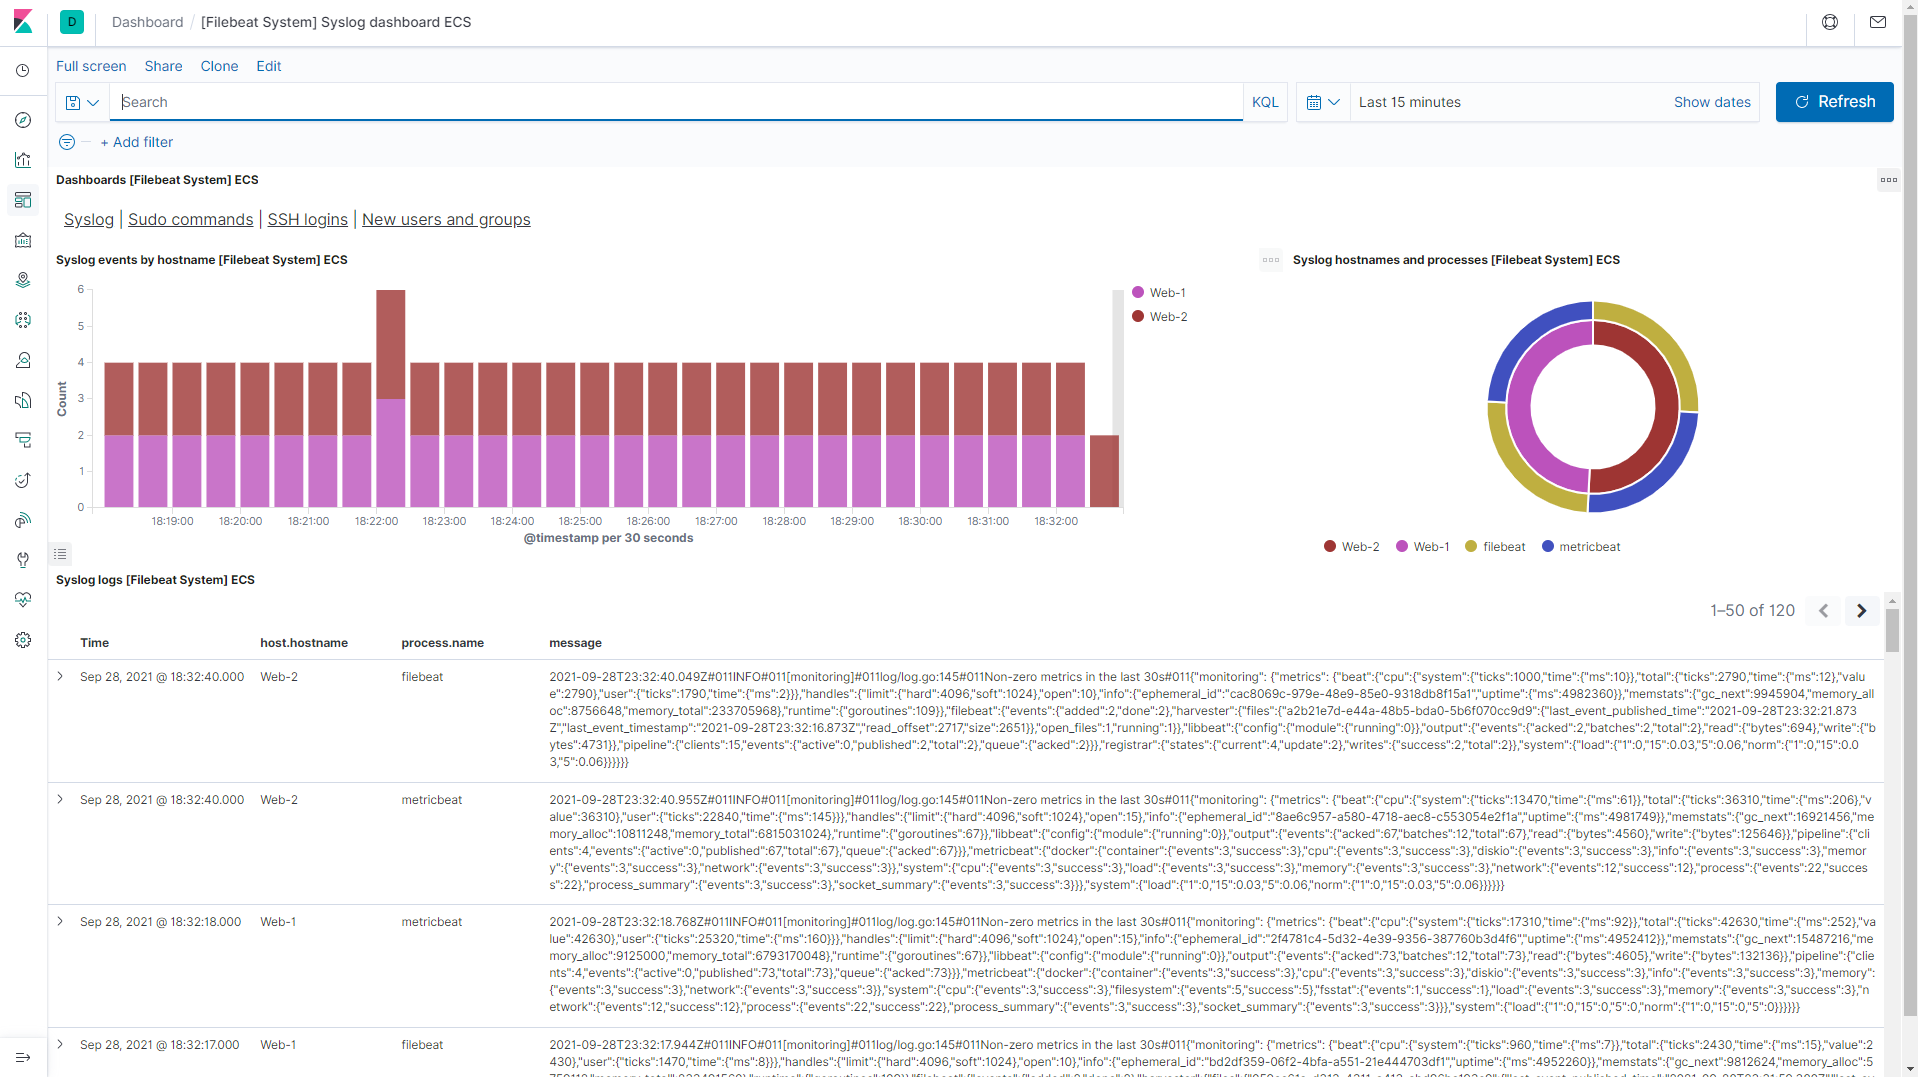 D Dashboard / [Filebeat System] Syslog dashboard ECS
Full screen Share Clone Edit
Search KQL Last 15 minutes Show dates Refresh
+ Add filter
Dashboards [Filebeat System] ECS
Syslog | Sudo commands | SSH logins | New users and groups
Syslog events by hostname [Filebeat System] ECS
Syslog hostnames and processes [Filebeat System] ECS
6
5
4
3
2
1
0
Count
18:19:00 18:20:00 18:21:00 18:22:00 18:23:00 18:24:00 18:25:00 18:26:00 18:27:00 18:28:00 18:29:00 18:30:00 18:31:00 18:32:00
@timestamp per 30 seconds
Web-1
Web-2
Web-2 Web-1 filebeat metricbeat
Syslog logs [Filebeat System] ECS
1–50 of 120
Time host.hostname process.name message
Sep 28, 2021 @ 18:32:40.000 Web-2 filebeat 2021-09-28T23:32:40.049Z#011INFO#011[monitoring]#011log/log.go:145#011Non-zero metrics in the last 30s#011{"monitoring": {"metrics": {"beat":{"cpu":{"system":{"ticks":1000,"time":{"ms":10}},"total":{"ticks":2790,"time":{"ms":12},"valu
e":2790},"user":{"ticks":1790,"time":{"ms":2}}},"handles":{"limit":{"hard":4096,"soft":1024},"open":10},"info":{"ephemeral_id":"cac8069c-979e-48e9-85e0-9318db8f15a1","uptime":{"ms":4982360}},"memstats":{"gc_next":9945904,"memory_all
oc":8756648,"memory_total":233705968},"runtime":{"goroutines":109}},"filebeat":{"events":{"added":2,"done":2},"harvester":{"files":{"a2b21e7d-e44a-48b5-bda0-5b6f070cc9d9":{"last_event_published_time":"2021-09-28T23:32:21.873
Z","last_event_timestamp":"2021-09-28T23:32:16.873Z","read_offset":2717,"size":2651}},"open_files":1,"running":1}},"libbeat":{"config":{"module":{"running":0}},"output":{"events":{"acked":2,"batches":2,"total":2},"read":{"bytes":694},"write":{"b
ytes":4731}},"pipeline":{"clients":15,"events":{"active":0,"published":2,"total":2},"queue":{"acked":2}}},"registrar":{"states":{"current":4,"update":2},"writes":{"success":2,"total":2}},"system":{"load":{"1":0,"15":0.03,"5":0.06,"norm":{"1":0,"15":0.0
3,"5":0.06}}}}}}
Sep 28, 2021 @ 18:32:40.000 Web-2 metricbeat 2021-09-28T23:32:40.955Z#011INFO#011[monitoring]#011log/log.go:145#011Non-zero metrics in the last 30s#011{"monitoring": {"metrics": {"beat":{"cpu":{"system":{"ticks":13470,"time":{"ms":61}},"total":{"ticks":36310,"time":{"ms":206},"v
alue":36310},"user":{"ticks":22840,"time":{"ms":145}}},"handles":{"limit":{"hard":4096,"soft":1024},"open":15},"info":{"ephemeral_id":"8ae6c957-a580-4718-aec8-c553054e2f1a","uptime":{"ms":4981749}},"memstats":{"gc_next":16921456,"me
mory_alloc":10811248,"memory_total":6815031024},"runtime":{"goroutines":67}},"libbeat":{"config":{"module":{"running":0}},"output":{"events":{"acked":67,"batches":12,"total":67},"read":{"bytes":4560},"write":{"bytes":125646}},"pipeline":{"clie
nts":4,"events":{"active":0,"published":67,"total":67},"queue":{"acked":67}}},"metricbeat":{"docker":{"container":{"events":3,"success":3},"cpu":{"events":3,"success":3},"diskio":{"events":3,"success":3},"info":{"events":3,"success":3},"memor
y":{"events":3,"success":3},"network":{"events":3,"success":3}},"system":{"cpu":{"events":3,"success":3},"load":{"events":3,"success":3},"memory":{"events":3,"success":3},"network":{"events":12,"success":12},"process":{"events":22,"succes
s":22},"process_summary":{"events":3,"success":3},"socket_summary":{"events":3,"success":3}}},"system":{"load":{"1":0,"15":0.03,"5":0.06,"norm":{"1":0,"15":0.03,"5":0.06}}}}}}
Sep 28, 2021 @ 18:32:18.000 Web-1 metricbeat 2021-09-28T23:32:18.768Z#011INFO#011[monitoring]#011log/log.go:145#011Non-zero metrics in the last 30s#011{"monitoring": {"metrics": {"beat":{"cpu":{"system":{"ticks":17310,"time":{"ms":92}},"total":{"ticks":42630,"time":{"ms":252},"va
lue":42630},"user":{"ticks":25320,"time":{"ms":160}}},"handles":{"limit":{"hard":4096,"soft":1024},"open":15},"info":{"ephemeral_id":"2f4781c4-5d32-4e39-9356-387760b3d4f6","uptime":{"ms":4952412}},"memstats":{"gc_next":15487216,"me
mory_alloc":9125000,"memory_total":6793170048},"runtime":{"goroutines":67}},"libbeat":{"config":{"module":{"running":0}},"output":{"events":{"acked":73,"batches":12,"total":73},"read":{"bytes":4605},"write":{"bytes":132136}},"pipeline":{"clie
nts":4,"events":{"active":0,"published":73,"total":73},"queue":{"acked":73}}},"metricbeat":{"docker":{"container":{"events":3,"success":3},"cpu":{"events":3,"success":3},"diskio":{"events":3,"success":3},"info":{"events":3,"success":3},"memory"
:{"events":3,"success":3},"network":{"events":3,"success":3}},"system":{"cpu":{"events":3,"success":3},"filesystem":{"events":5,"success":5},"fsstat":{"events":1,"success":1},"load":{"events":3,"success":3},"memory":{"events":3,"success":3},"n
etwork":{"events":12,"success":12},"process":{"events":22,"success":22},"process_summary":{"events":3,"success":3},"socket_summary":{"events":3,"success":3}}},"system":{"load":{"1":0,"15":0,"5":0,"norm":{"1":0,"15":0,"5":0}}}}}}
Sep 28, 2021 @ 18:32:17.000 Web-1 filebeat 2021-09-28T23:32:17.944Z#011INFO#011[monitoring]#011log/log.go:145#011Non-zero metrics in the last 30s#011{"monitoring": {"metrics": {"beat":{"cpu":{"system":{"ticks":960,"time":{"ms":7}},"total":{"ticks":2430,"time":{"ms":15},"value":2
430},"user":{"ticks":1470,"time":{"ms":8}}},"handles":{"limit":{"hard":4096,"soft":1024},"open":10},"info":{"ephemeral_id":"bd2df359-06f2-4bfa-a551-21e444703df1","uptime":{"ms":4952260}},"memstats":{"gc_next":9812624,"memory_alloc":5